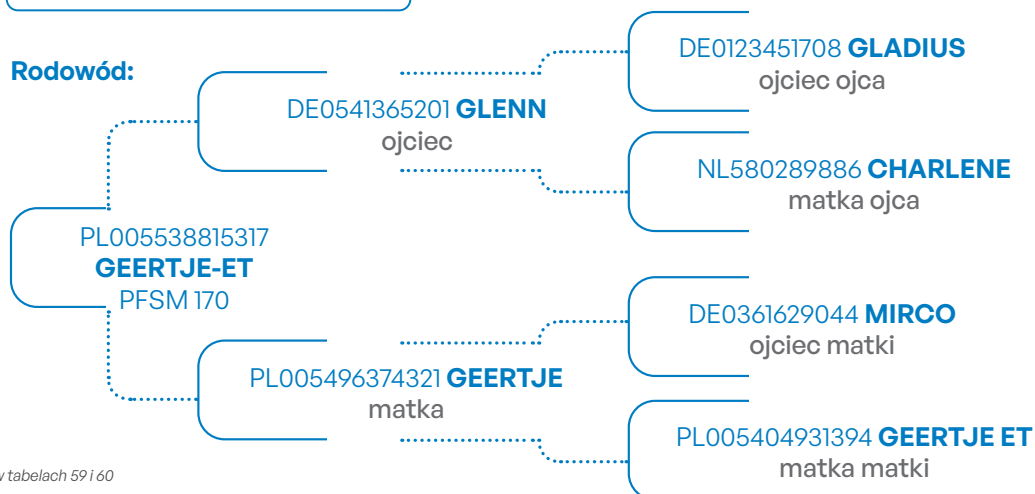 Rodowód:
DE0123451708 GLADIUS
ojciec ojca
DE0541365201 GLENN
ojciec
NL580289886 CHARLENE
matka ojca
PL005538815317
GEERTJE-ET
PFSM 170
DE0361629044 MIRCO
ojciec matki
PL005496374321 GEERTJE
matka
PL005404931394 GEERTJE ET
matka matki
w tabelach 59 i 60